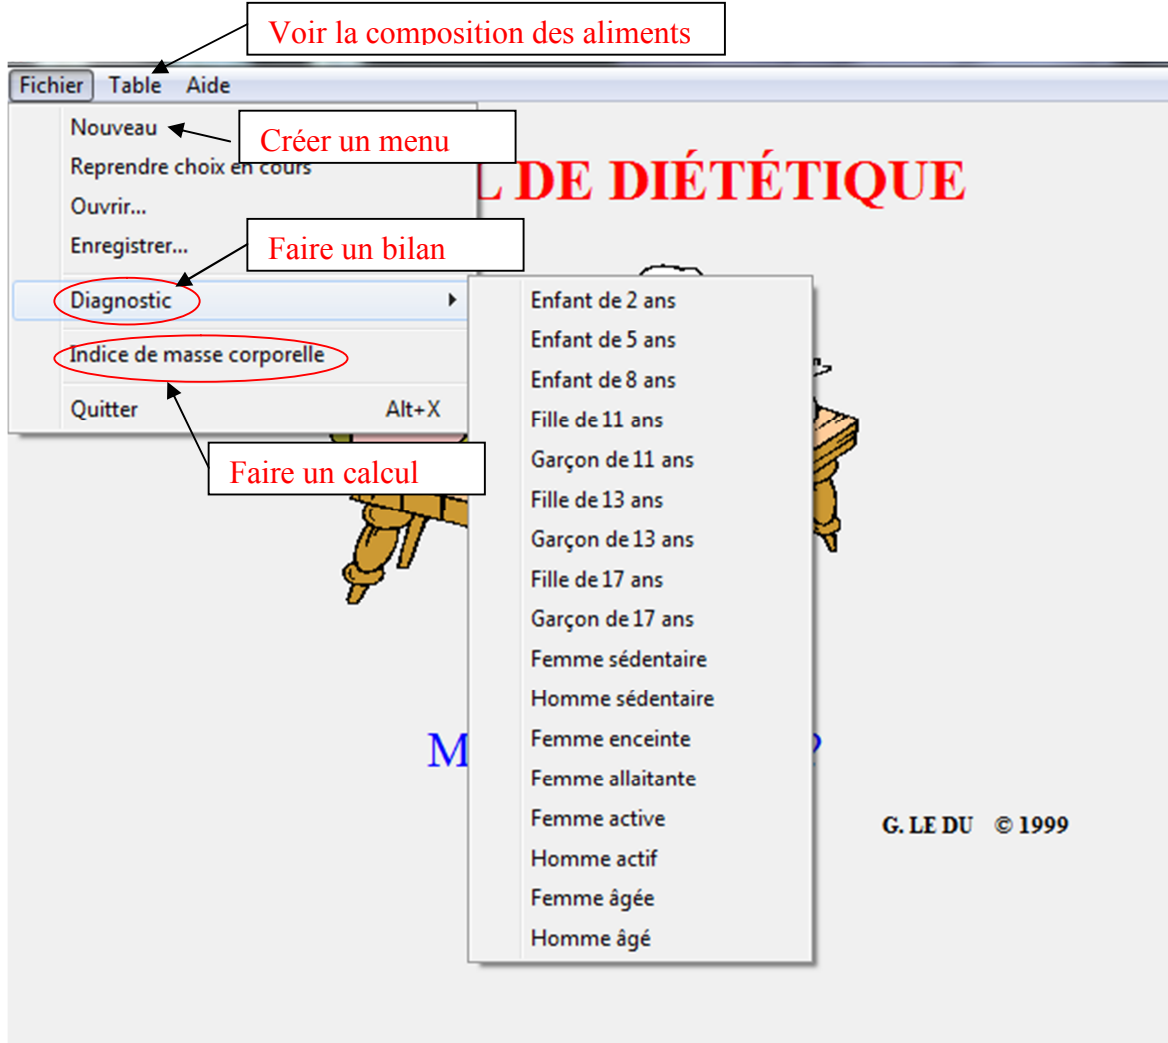 Voir la composition des aliments
Fichier Table Aide
Nouveau
Créer un menu
Reprendre choix en cours
DE DIÉTÉTIQUE
Ouvrir...
Enregistrer...
Faire un bilan
Diagnostic
Indice de masse corporelle
Quitter Alt+X
Faire un calcul
Enfant de 2 ans
Enfant de 5 ans
Enfant de 8 ans
Fille de 11 ans
Garçon de 11 ans
Fille de 13 ans
Garçon de 13 ans
Fille de 17 ans
Garçon de 17 ans
Femme sédentaire
Homme sédentaire
Femme enceinte
Femme allaitante
Femme active
Homme actif
Femme âgée
Homme âgé
M
G. LE DU © 1999